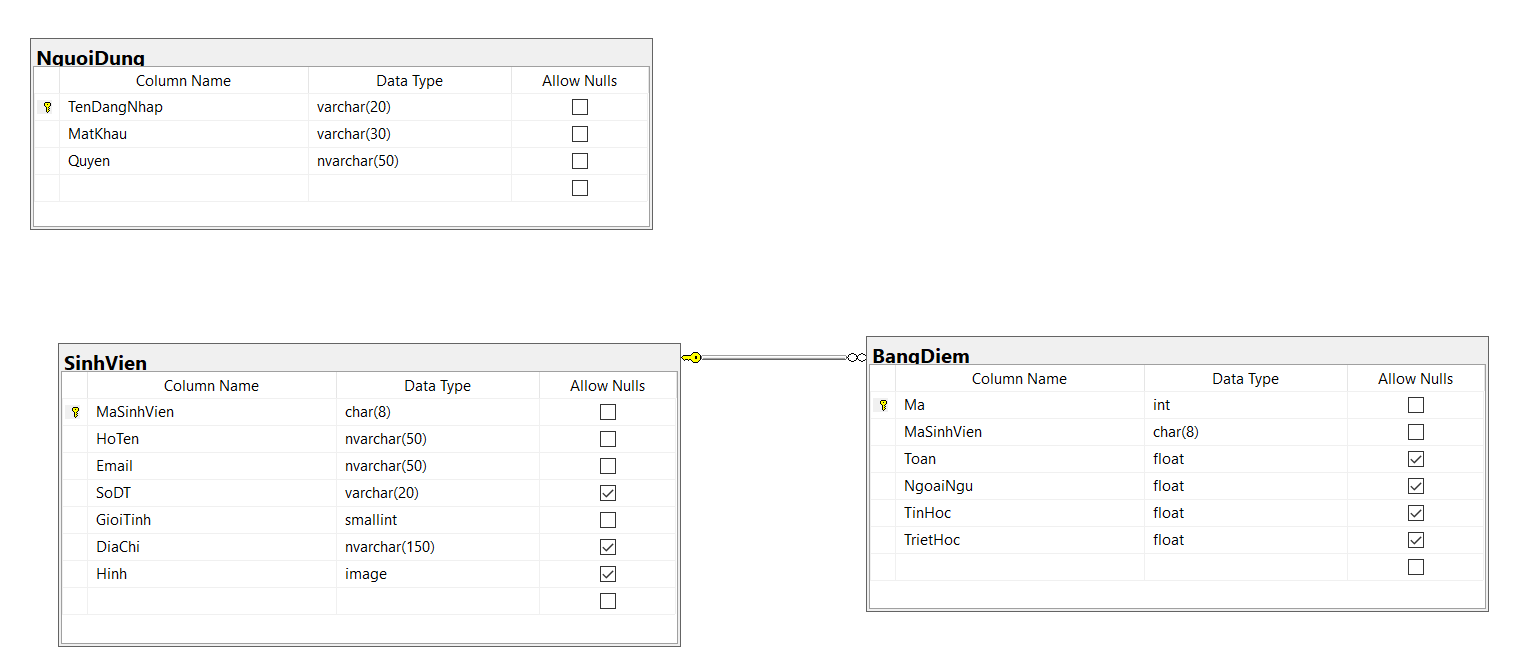 NguoiDung
Column Name Data Type Allow Nulls
TenDangNhap varchar(20)
MatKhau varchar(30)
Quyen nvarchar(50)
SinhVien
Column Name Data Type Allow Nulls
MaSinhVien char(8)
HoTen nvarchar(50)
Email nvarchar(50)
SoDT varchar(20)
GioiTinh smallint
DiaChi nvarchar(150)
Hinh image
BangDiem
Column Name Data Type Allow Nulls
Ma int
MaSinhVien char(8)
Toan float
NgoaiNgu float
TinHoc float
TrietHoc float